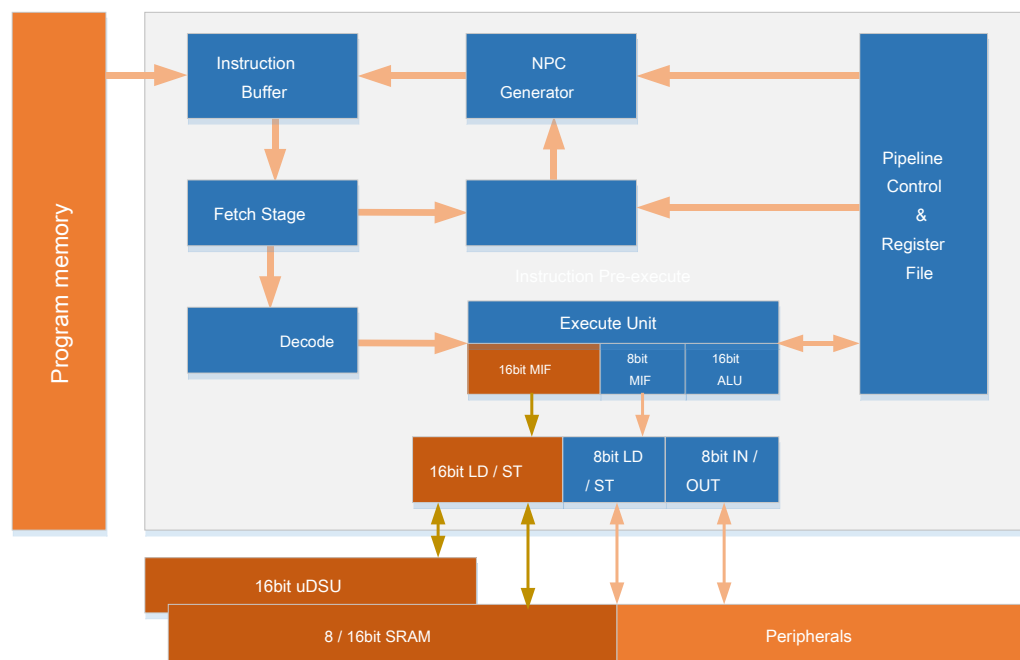 Program memory
Instruction
Buffer
NPC
Generator
Pipeline
Control
&
Register
File
Fetch Stage
Instruction Pre-execute
Decode
Execute Unit
16bit MIF
8bit
MIF
16bit
ALU
16bit LD / ST
8bit LD
/ ST
8bit IN /
OUT
16bit uDSU
8 / 16bit SRAM
Peripherals